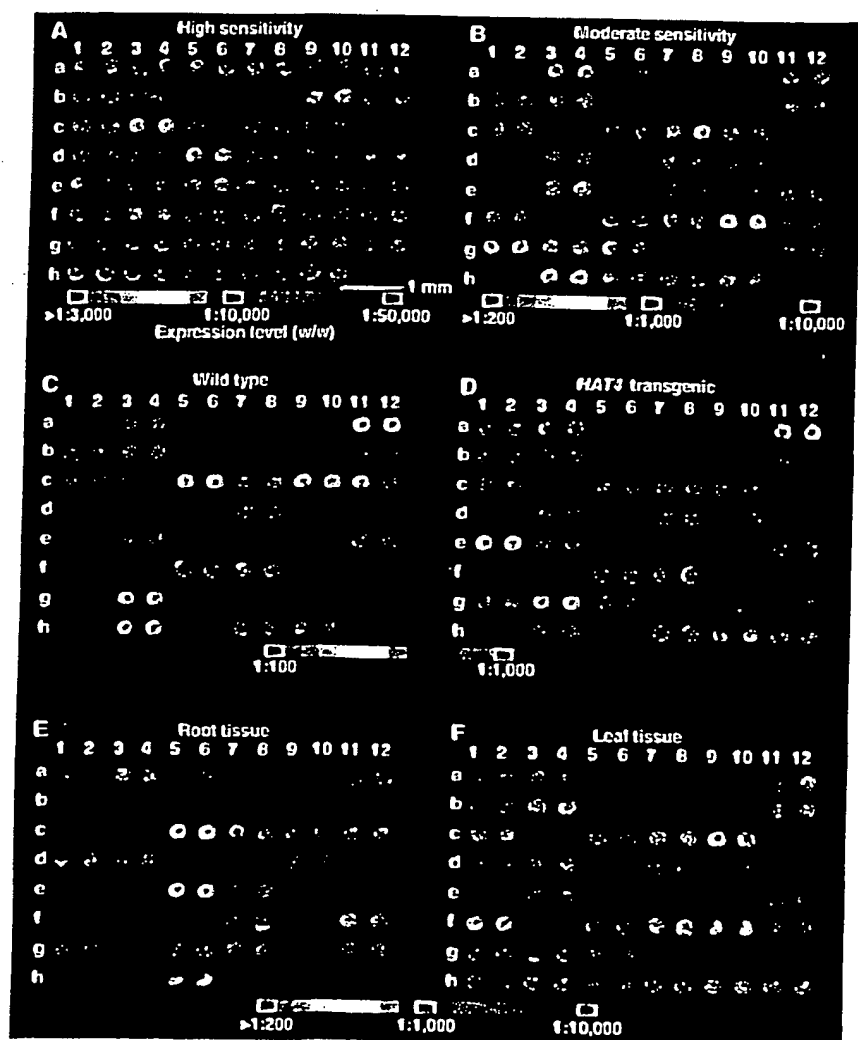 A High sensitivity
1 2 3 4 5 6 7 8 9 10 11 12
a
b
c
d
e
f
g
h
1 mm
>1:3,000 1:10,000 1:50,000
Expression level (w/w)
B Moderate sensitivity
1 2 3 4 5 6 7 8 9 10 11 12
a
b
c
d
e
f
g
h
>1:200 1:1,000 1:10,000
C Wild type
1 2 3 4 5 6 7 8 9 10 11 12
a
b
c
d
e
f
g
h
1:100
D HAT4 transgenic
1 2 3 4 5 6 7 8 9 10 11 12
a
b
c
d
e
f
g
h
1:1,000
E Root tissue
1 2 3 4 5 6 7 8 9 10 11 12
a
b
c
d
e
f
g
h
F Leaf tissue
1 2 3 4 5 6 7 8 9 10 11 12
a
b
c
d
e
f
g
h
>1:200 1:1,000 1:10,000